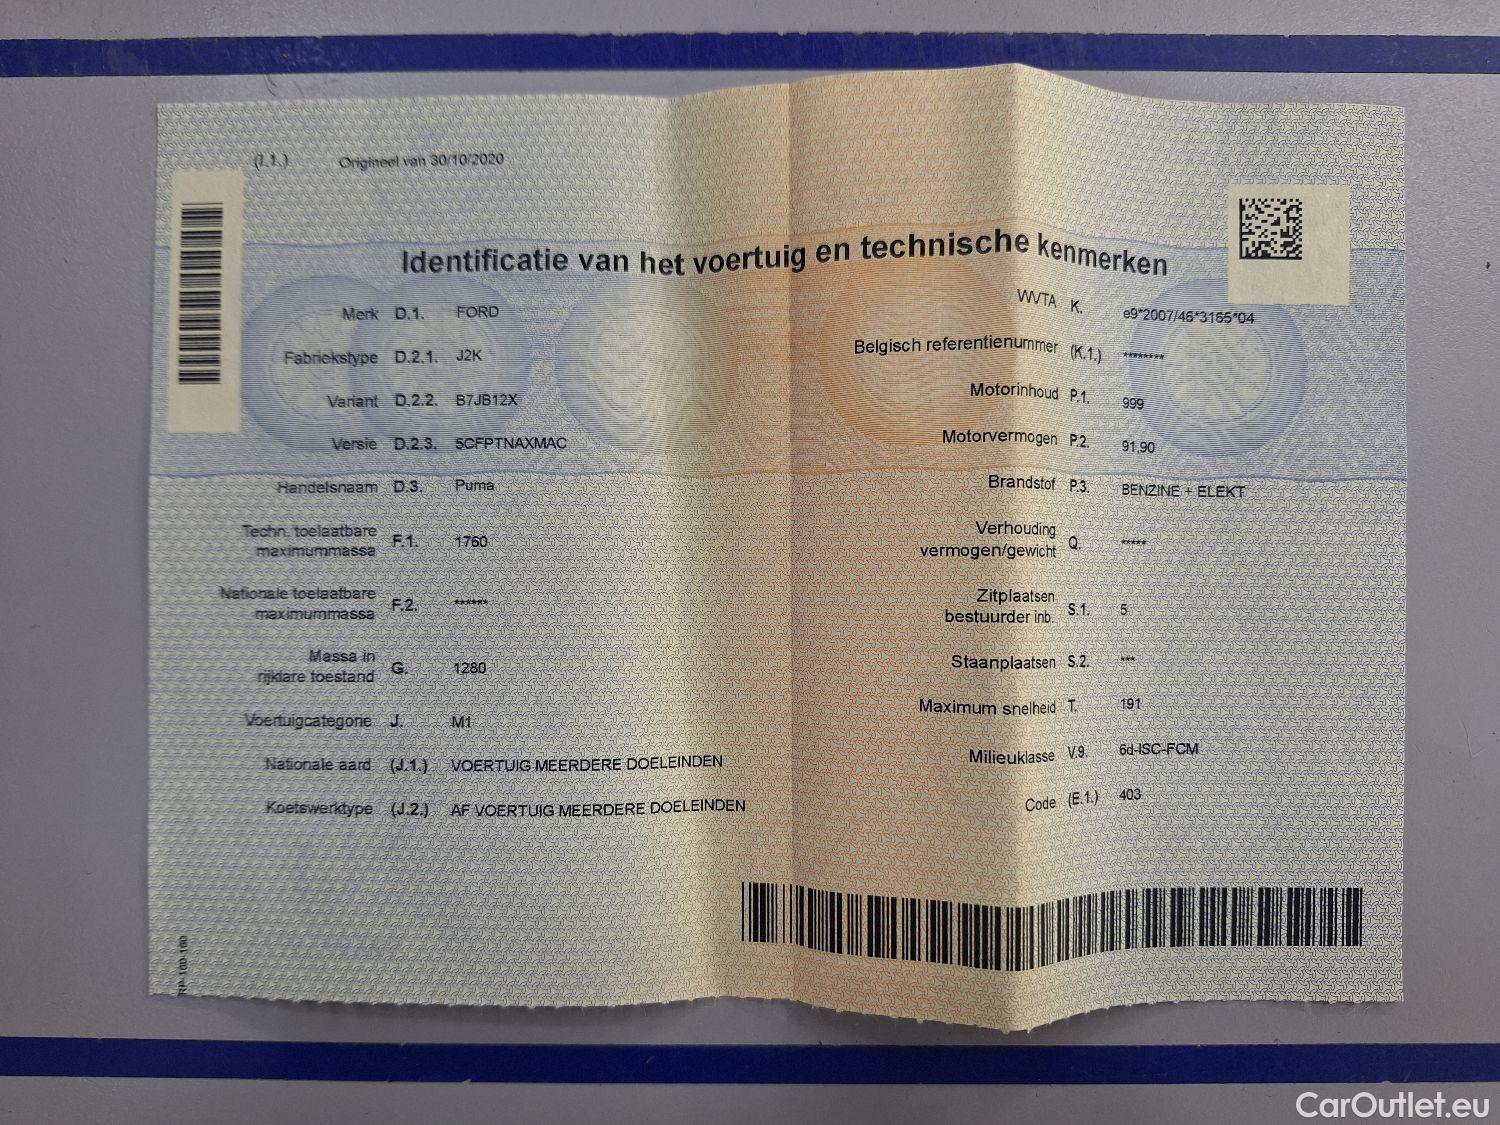 (I.1.) Origineel van 30/10/2020
Identificatie van het voertuig en technische kenmerken
Merk D.1. FORD
Fabriekstype D.2.1. J2K
Variant D.2.2. B7JB12X
Versie D.2.3. 5CFPTNAXMAC
Handelsnaam D.3. Puma
Techn. toelaatbare
maximummassa F.1. 1760
Nationale toelaatbare
maximummassa F.2. ******
Massa in
rijklare toestand G. 1280
Voertuigcategorie J. M1
Nationale aard (J.1.) VOERTUIG MEERDERE DOELEINDEN
Koetswerktype (J.2.) AF VOERTUIG MEERDERE DOELEINDEN
WVTA K. e9*2007/46*3165*04
Belgisch referentienummer (K.1.) ********
Motorinhoud P.1. 999
Motorvermogen P.2. 91,90
Brandstof P.3. BENZINE + ELEKT
Verhouding
vermogen/gewicht Q. *****
Zitplaatsen
bestuurder inb. S.1. 5
Staanplaatsen S.2. ***
Maximum snelheid T. 191
Milieuklasse V.9. 6d-ISC-FCM
Code (E.1.) 403
RP-160-160
CarOutlet.eu